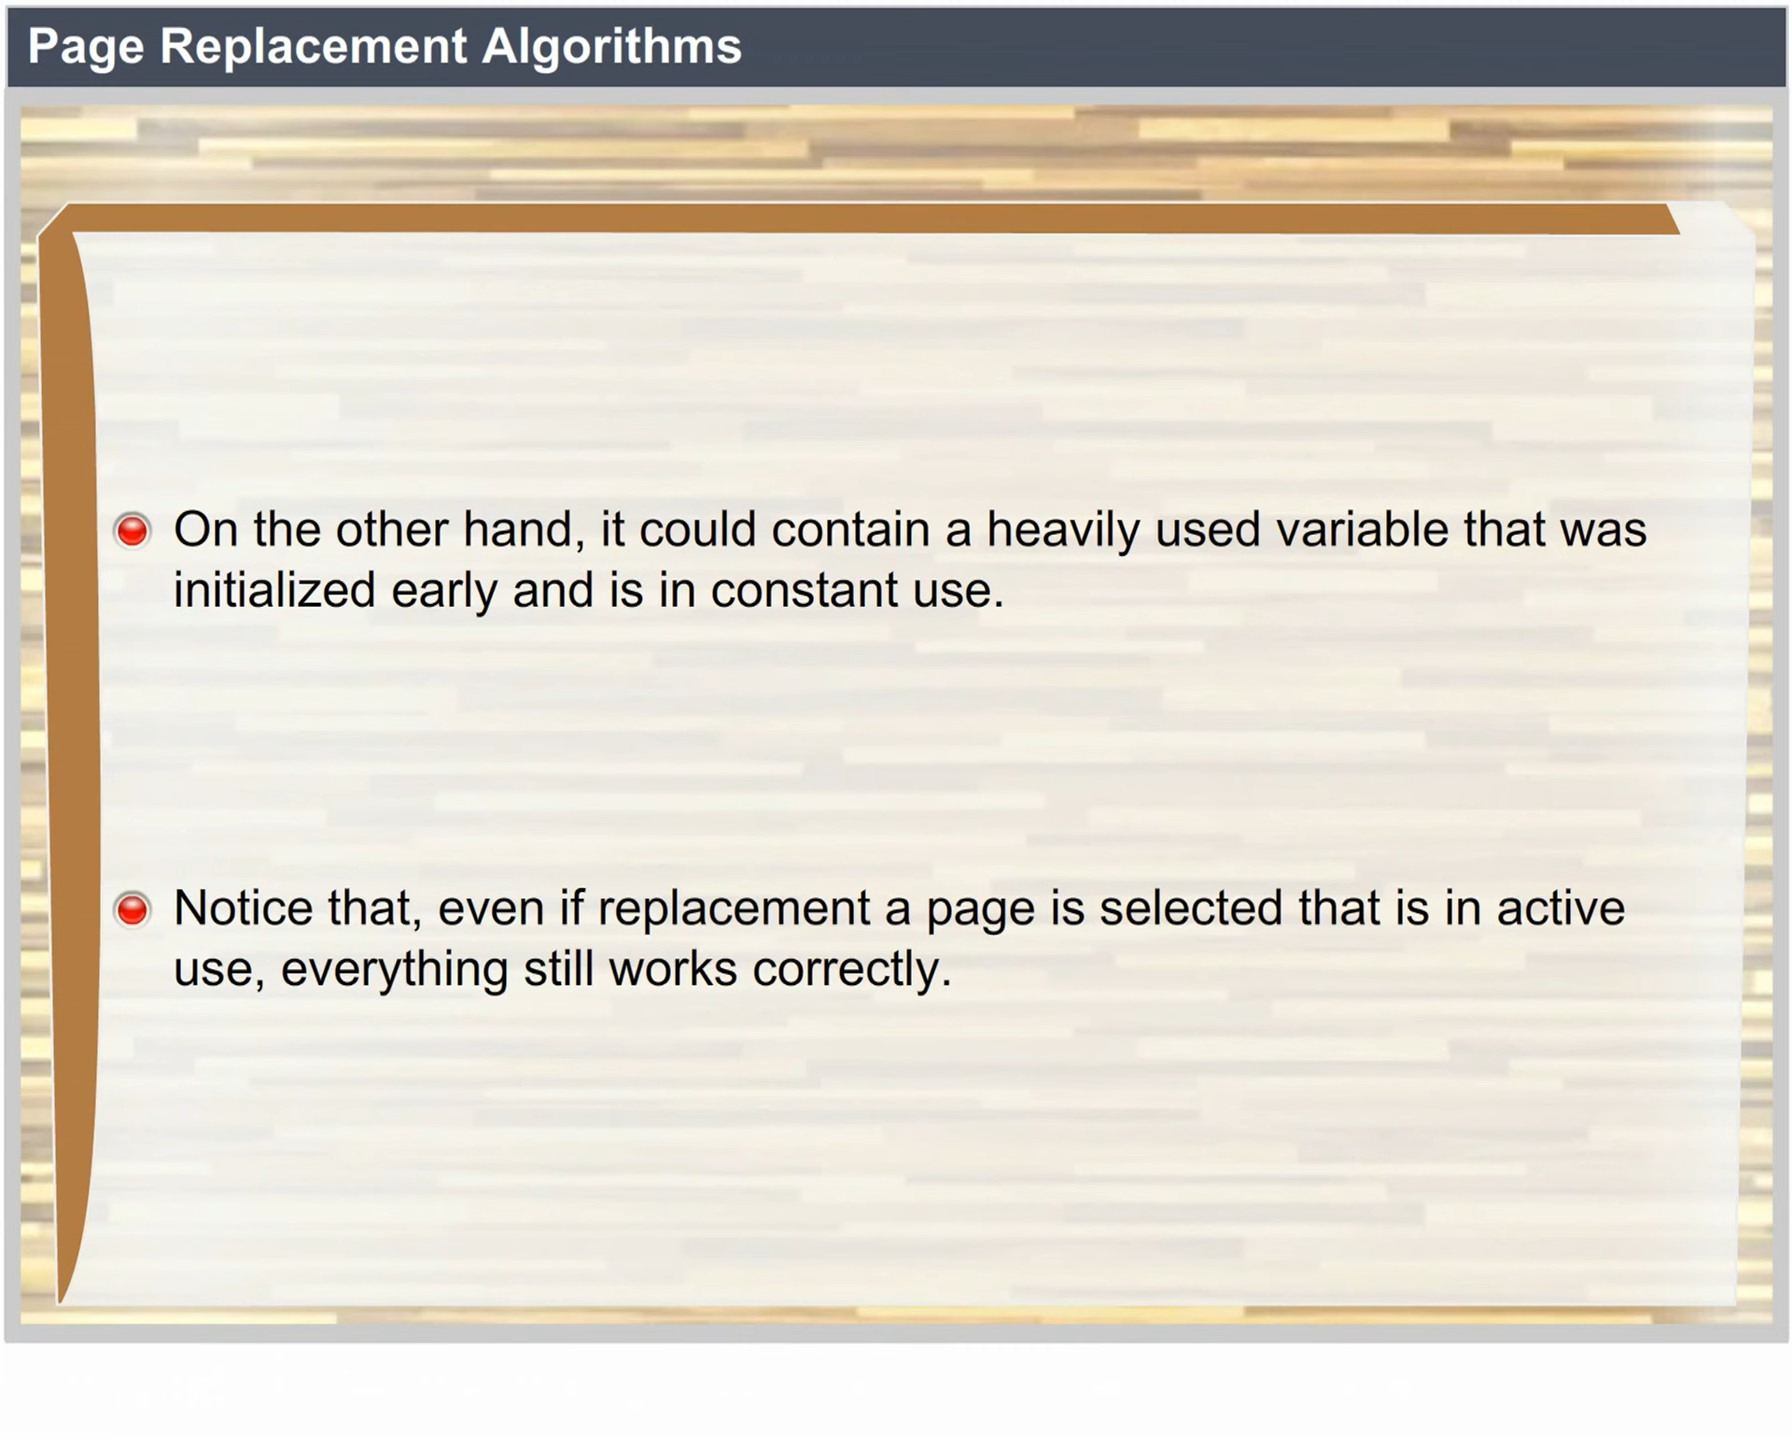 Page Replacement Algorithms
On the other hand, it could contain a heavily used variable that was
initialized early and is in constant use.
Notice that, even if replacement a page is selected that is in active
use, everything still works correctly.